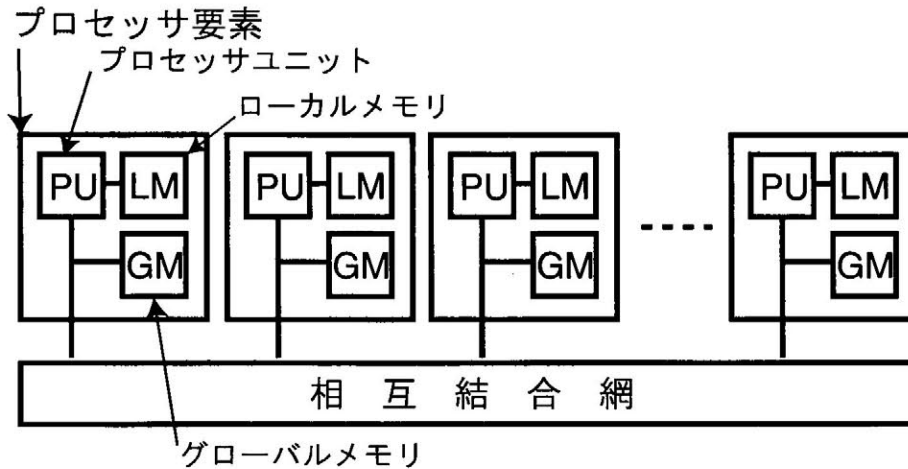 プロセッサ要素
プロセッサユニット
ローカルメモリ
PU LM PU LM PU LM PU LM
GM GM GM GM
相互結合網
グローバルメモリ